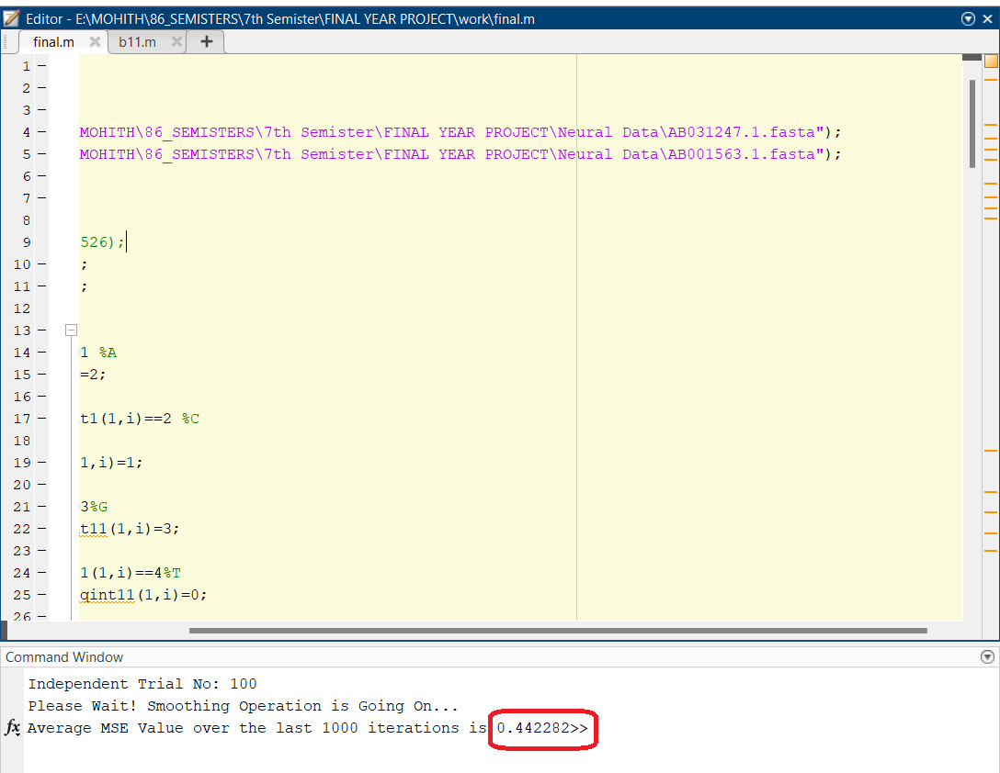 Editor - E:\MOHITH\86_SEMISTERS\7th Semister\FINAL YEAR PROJECT\work\final.m
final.m × b11.m × +
1 –
2 –
3 –
4 – MOHITH\86_SEMISTERS\7th Semister\FINAL YEAR PROJECT\Neural Data\AB031247.1.fasta");
5 – MOHITH\86_SEMISTERS\7th Semister\FINAL YEAR PROJECT\Neural Data\AB001563.1.fasta");
6 –
7 –
8
9 526);
10 – ;
11 – ;
12
13 –
14 – 1 %A
15 – =2;
16 –
17 – t1(1,i)==2 %C
18
19 – 1,i)=1;
20 –
21 – 3%G
22 – t11(1,i)=3;
23 –
24 – 1(1,i)==4%T
25 – qint11(1,i)=0;
26 –
Command Window
Independent Trial No: 100
Please Wait! Smoothing Operation is Going On...
fx Average MSE Value over the last 1000 iterations is 0.442282>>